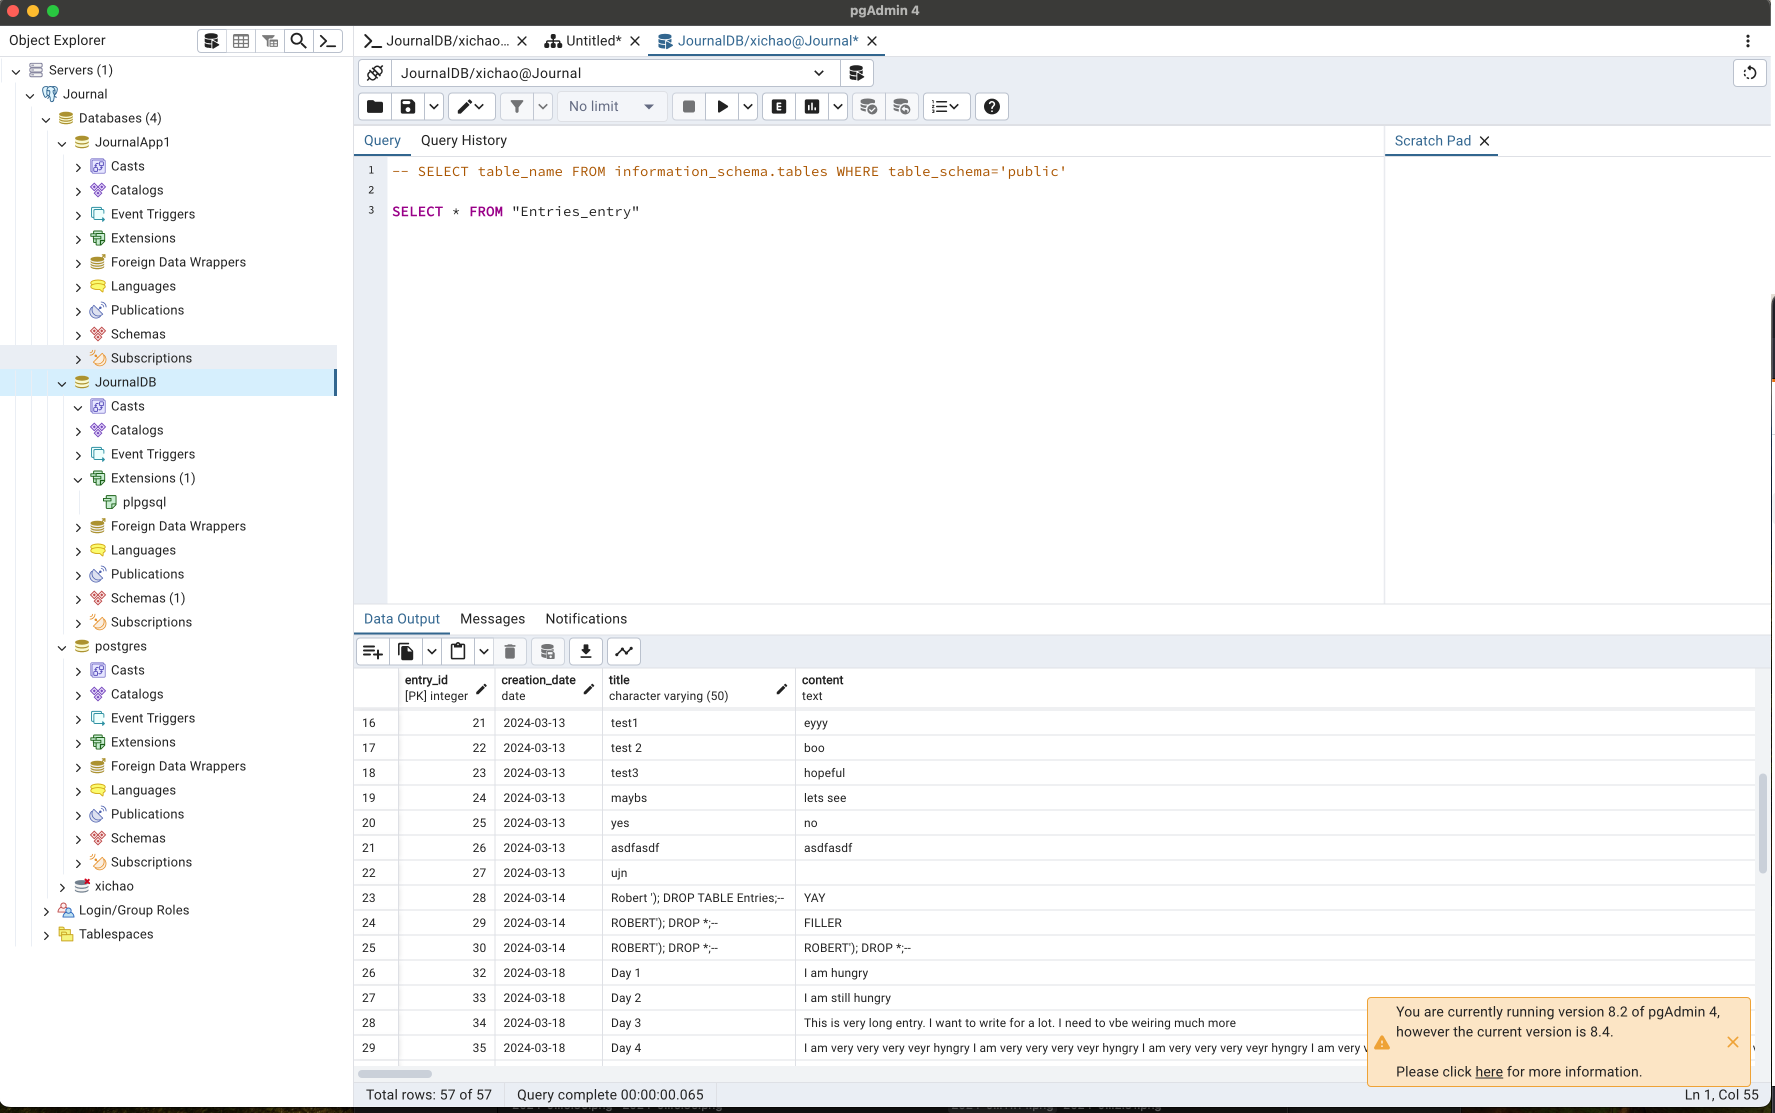 pgAdmin 4
Object Explorer
JournalDB/xichao...
Untitled*
JournalDB/xichao@Journal*
Servers (1)
Journal
Databases (4)
JournalApp1
Casts
Catalogs
Event Triggers
Extensions
Foreign Data Wrappers
Languages
Publications
Schemas
Subscriptions
JournalDB
Casts
Catalogs
Event Triggers
Extensions (1)
plpgsql
Foreign Data Wrappers
Languages
Publications
Schemas (1)
Subscriptions
postgres
Casts
Catalogs
Event Triggers
Extensions
Foreign Data Wrappers
Languages
Publications
Schemas
Subscriptions
xichao
Login/Group Roles
Tablespaces
JournalDB/xichao@Journal
No limit
E
Query Query History
Scratch Pad
1 -- SELECT table_name FROM information_schema.tables WHERE table_schema='public'
2
3 SELECT * FROM "Entries_entry"
Data Output Messages Notifications
entry_id creation_date title content
[PK] integer date character varying (50) text
16 21 2024-03-13 test1 eyyy
17 22 2024-03-13 test 2 boo
18 23 2024-03-13 test3 hopeful
19 24 2024-03-13 maybs lets see
20 25 2024-03-13 yes no
21 26 2024-03-13 asdfasdf asdfasdf
22 27 2024-03-13 ujn
23 28 2024-03-14 Robert '); DROP TABLE Entries;-- YAY
24 29 2024-03-14 ROBERT'); DROP *;-- FILLER
25 30 2024-03-14 ROBERT'); DROP *;-- ROBERT'); DROP *;--
26 32 2024-03-18 Day 1 I am hungry
27 33 2024-03-18 Day 2 I am still hungry
28 34 2024-03-18 Day 3 This is very long entry. I want to write for a lot. I need to vbe weiring much more
29 35 2024-03-18 Day 4 I am very very very veyr hyngry I am very very very veyr hyngry I am very very very veyr hyngry I am very
You are currently running version 8.2 of pgAdmin 4,
however the current version is 8.4.
Please click here for more information.
Total rows: 57 of 57 Query complete 00:00:00.065
Ln 1, Col 55